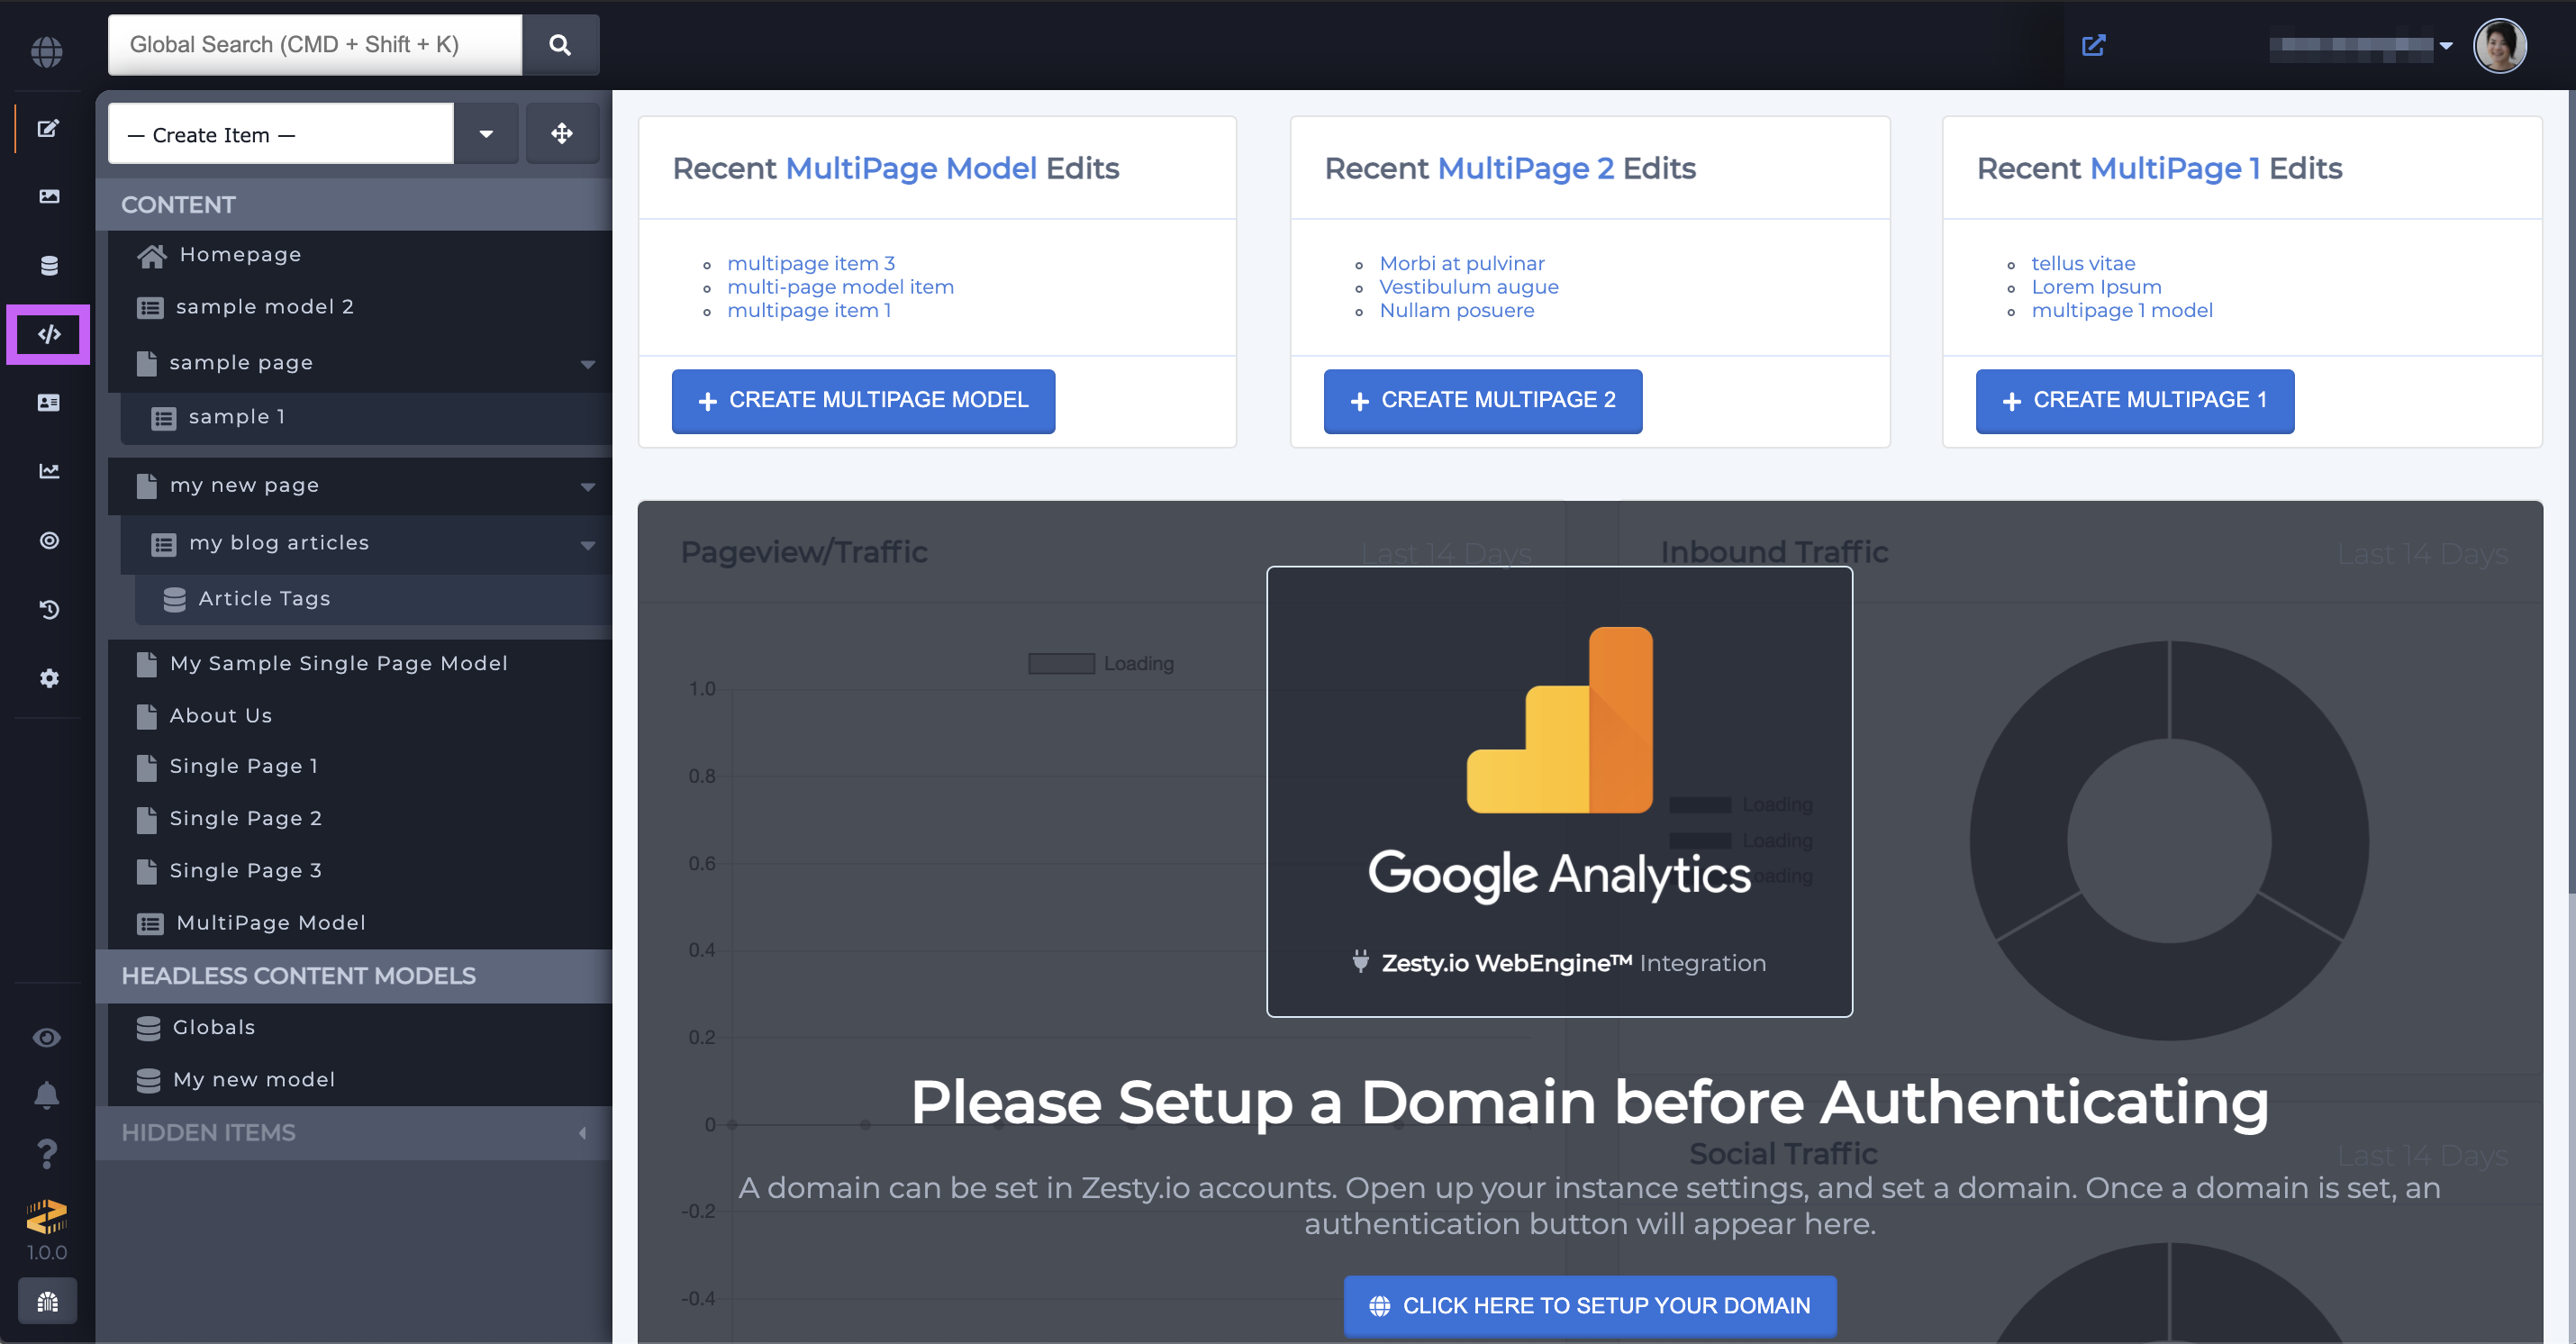 Global Search (CMD + Shift + K)
— Create Item —
CONTENT
Homepage
sample model 2
sample page
sample 1
my new page
my blog articles
Article Tags
My Sample Single Page Model
About Us
Single Page 1
Single Page 2
Single Page 3
MultiPage Model
HEADLESS CONTENT MODELS
Globals
My new model
HIDDEN ITEMS
1.0.0
Recent MultiPage Model Edits
multipage item 3
multi-page model item
multipage item 1
CREATE MULTIPAGE MODEL
Recent MultiPage 2 Edits
Morbi at pulvinar
Vestibulum augue
Nullam posuere
CREATE MULTIPAGE 2
Recent MultiPage 1 Edits
tellus vitae
Lorem Ipsum
multipage 1 model
CREATE MULTIPAGE 1
Pageview/Traffic
Last 14 Days
Loading
1.0
0.8
0.6
0.4
0.2
0
-0.2
-0.4
Inbound Traffic
Last 14 Days
Loading
Loading
Loading
Google Analytics
Zesty.io WebEngine™ Integration
Please Setup a Domain before Authenticating
Social Traffic
Last 14 Days
A domain can be set in Zesty.io accounts. Open up your instance settings, and set a domain. Once a domain is set, an
authentication button will appear here.
CLICK HERE TO SETUP YOUR DOMAIN